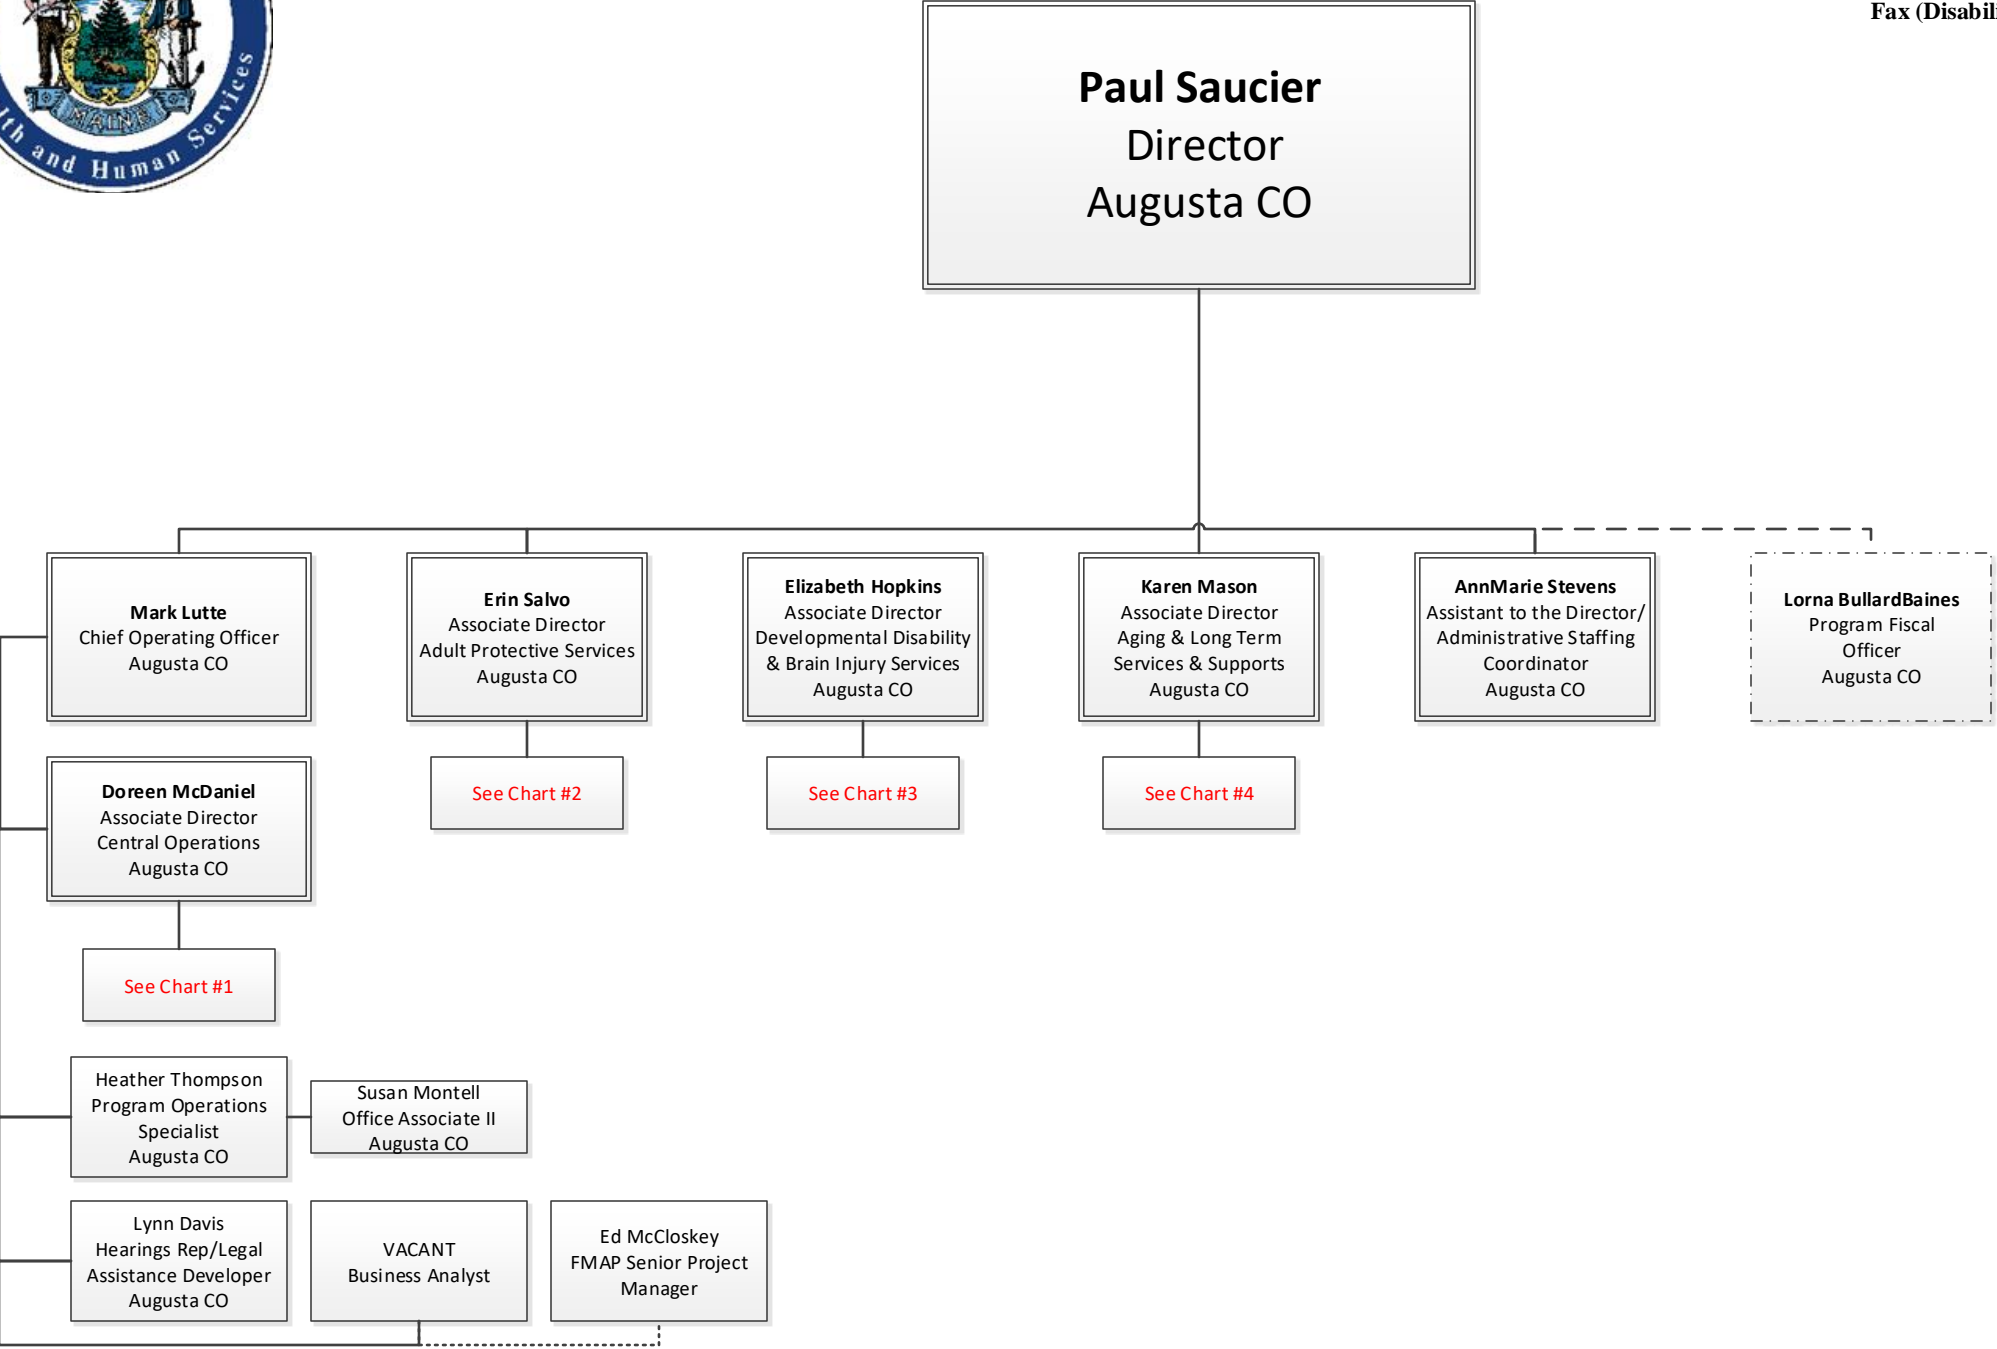 MAINE
and Human Services
Fax (Disabil
Paul Saucier
Director
Augusta CO
Mark Lutte
Chief Operating Officer
Augusta CO
Erin Salvo
Associate Director
Adult Protective Services
Augusta CO
Elizabeth Hopkins
Associate Director
Developmental Disability
& Brain Injury Services
Augusta CO
Karen Mason
Associate Director
Aging & Long Term
Services & Supports
Augusta CO
AnnMarie Stevens
Assistant to the Director/
Administrative Staffing
Coordinator
Augusta CO
Lorna BullardBaines
Program Fiscal
Officer
Augusta CO
Doreen McDaniel
Associate Director
Central Operations
Augusta CO
See Chart #2
See Chart #3
See Chart #4
See Chart #1
Heather Thompson
Program Operations
Specialist
Augusta CO
Susan Montell
Office Associate II
Augusta CO
Lynn Davis
Hearings Rep/Legal
Assistance Developer
Augusta CO
VACANT
Business Analyst
Ed McCloskey
FMAP Senior Project
Manager